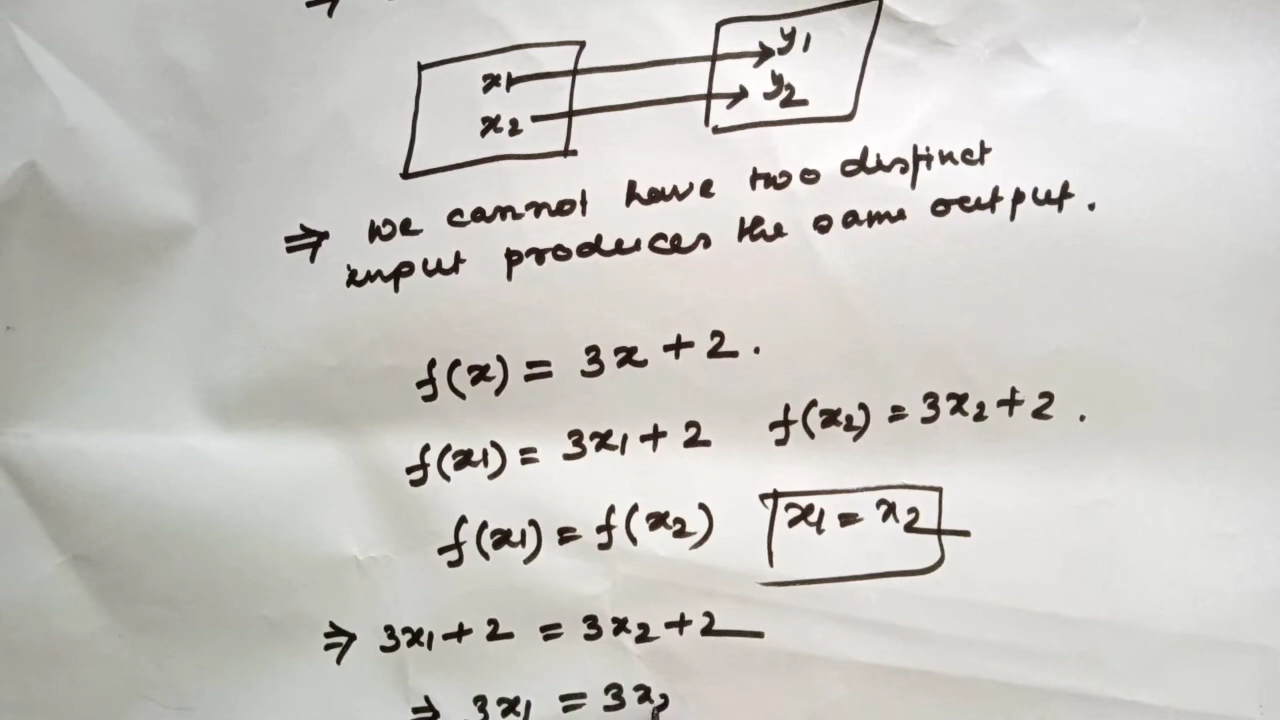 x1 y1
x2 y2
⇒ We cannot have two distinct
input produces the same output.
f(x) = 3x + 2.
f(x1) = 3x1 + 2 f(x2) = 3x2 + 2.
f(x1) = f(x2) x1 = x2
⇒ 3x1 + 2 = 3x2 + 2
⇒ 3x1 = 3x2